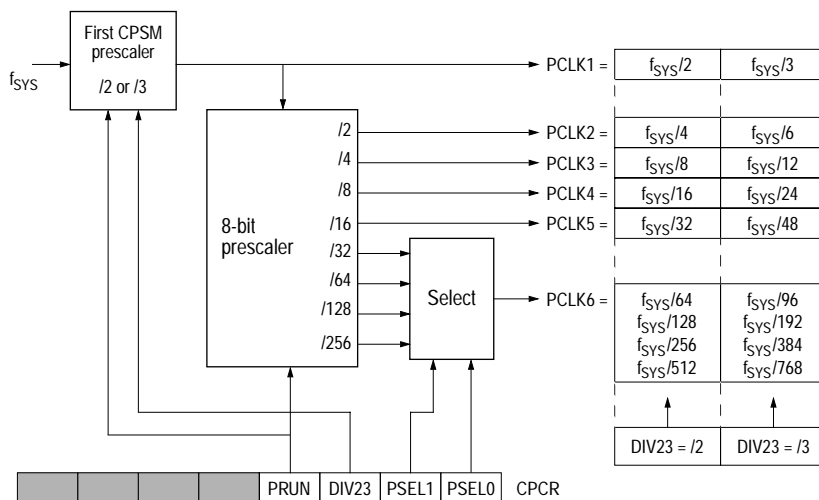 First CPSM
prescaler
/2 or /3
fSYS
PCLK1 = fSYS/2 fSYS/3
8-bit
prescaler
/2
/4
/8
/16
/32
/64
/128
/256
Select
PCLK2 = fSYS/4 fSYS/6
PCLK3 = fSYS/8 fSYS/12
PCLK4 = fSYS/16 fSYS/24
PCLK5 = fSYS/32 fSYS/48
PCLK6 = fSYS/64 fSYS/96
fSYS/128 fSYS/192
fSYS/256 fSYS/384
fSYS/512 fSYS/768
DIV23 = /2 DIV23 = /3
PRUN DIV23 PSEL1 PSEL0 CPCR